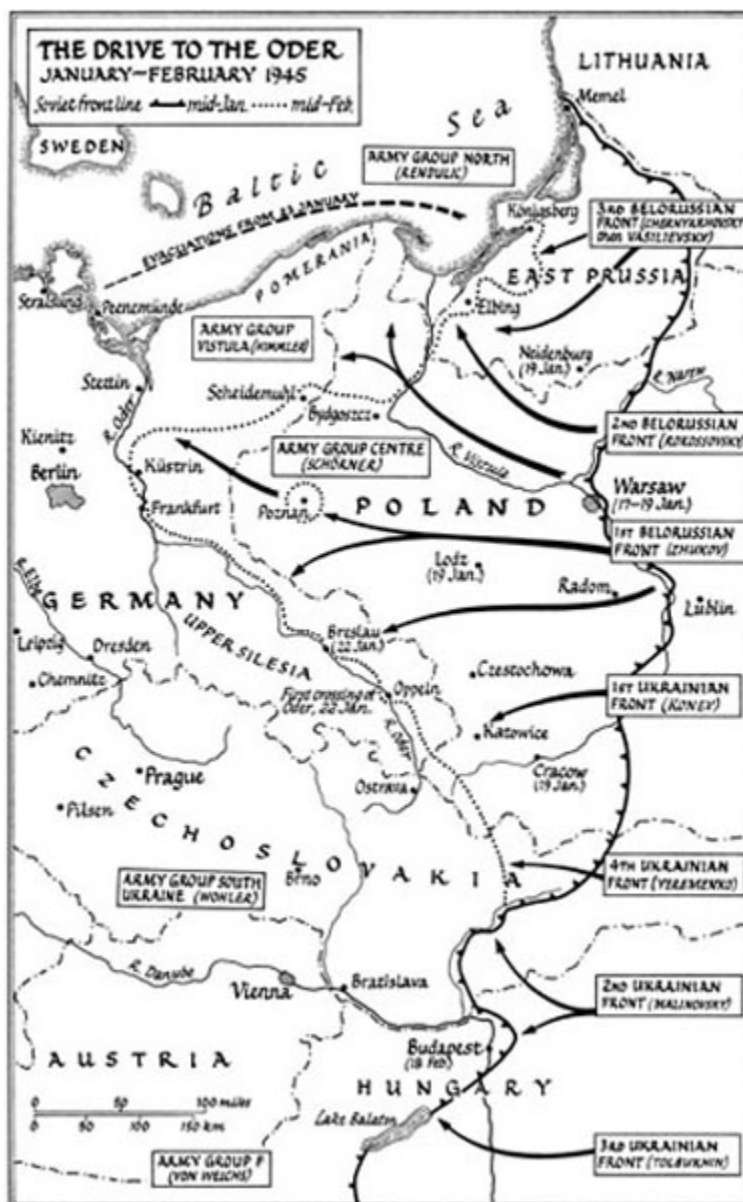 THE DRIVE TO THE ODER
JANUARY–FEBRUARY 1945
Soviet front line mid-Jan. mid-Feb.
LITHUANIA
Memel
SWEDEN
Baltic Sea
ARMY GROUP NORTH
(RENDULIC)
EVACUATIONS FROM 23 JANUARY
Königsberg
3RD BELORUSSIAN
FRONT (CHERNYAKHOVSKY
then VASILIEVSKY)
POMERANIA
EAST PRUSSIA
Stralsund
Peenemünde
Elbing
ARMY GROUP
VISTULA (HIMMLER)
Neidenburg
(19 Jan.)
R. Narew
Stettin
Scheidemuhl
Bydgoszcz
R. Oder
2ND BELORUSSIAN
FRONT (ROKOSSOVSKY)
Kienitz
ARMY GROUP CENTRE
(SCHÖRNER)
R. Vistula
Berlin
Küstrin
Warsaw
(17–19 Jan.)
Frankfurt
Poznan
POLAND
1ST BELORUSSIAN
FRONT (ZHUKOV)
R. Elbe
Lodz
(19 Jan.)
GERMANY
Radom
Lublin
UPPER SILESIA
Breslau
(22 Jan.)
Leipzig
Dresden
Chemnitz
Czestochowa
First crossing of
Oder, 22 Jan.
Oppeln
1ST UKRAINIAN
FRONT (KONEV)
R. Oder
Katowice
Prague
Cracow
(19 Jan.)
Ostrava
Pilsen
CZECHOSLOVAKIA
4TH UKRAINIAN
FRONT (YEREMENKO)
ARMY GROUP SOUTH
UKRAINE (WOHLER)
Brno
R. Danube
Vienna
Bratislava
2ND UKRAINIAN
FRONT (MALINOVSKY)
AUSTRIA
Budapest
(18 Feb)
HUNGARY
0 50 100 miles
0 50 100 150 km
Lake Balaton
3RD UKRAINIAN
FRONT (TOLBUKHIN)
ARMY GROUP F
(VON WEICHS)